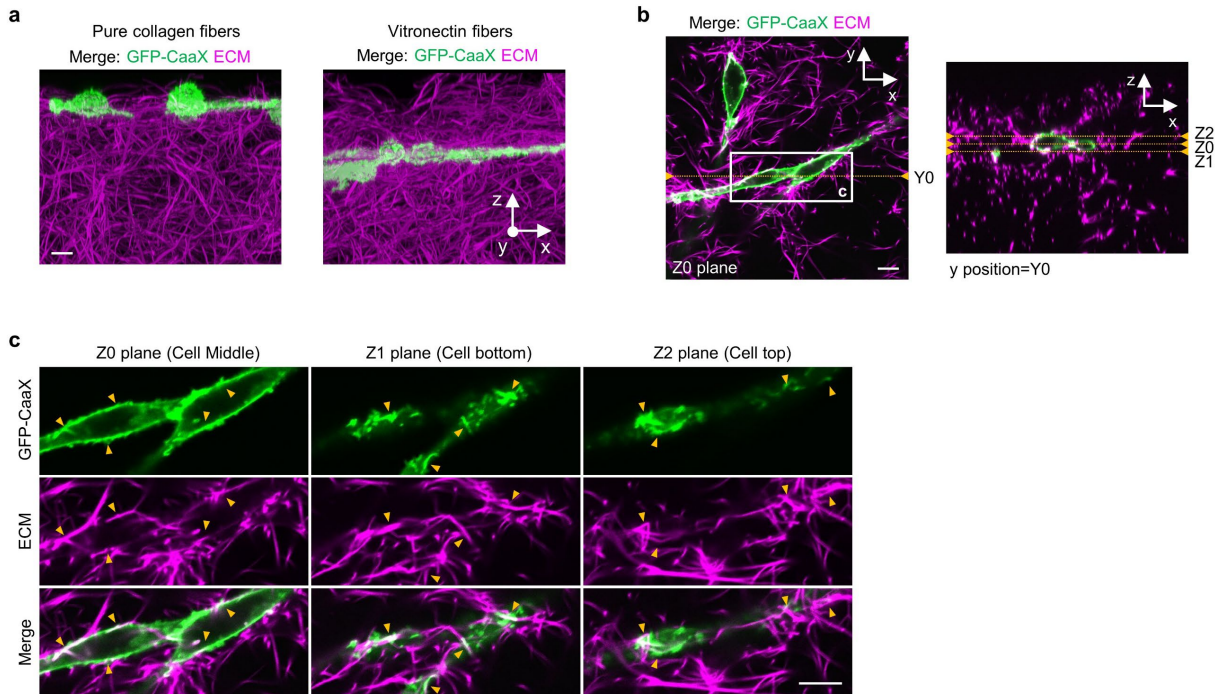 a
Pure collagen fibers
Merge: GFP-CaaX ECM
Vitronectin fibers
Merge: GFP-CaaX ECM
z
y
x
b
Merge: GFP-CaaX ECM
y
x
Y0
c
Z0 plane
z
x
Z2
Z0
Z1
y position=Y0
c
Z0 plane (Cell Middle)
Z1 plane (Cell bottom)
Z2 plane (Cell top)
GFP-CaaX
ECM
Merge